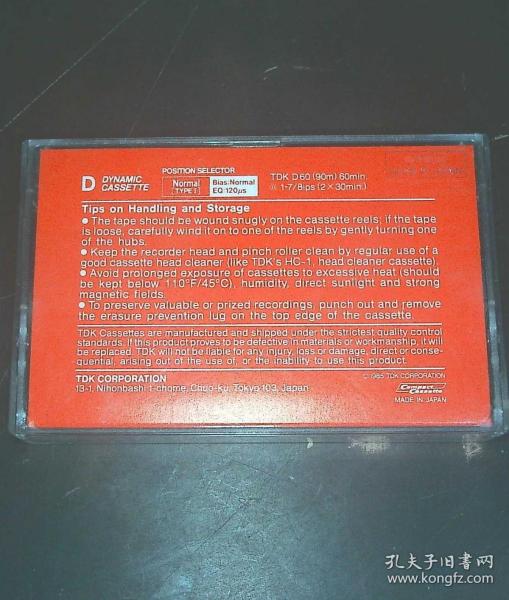 D DYNAMIC CASSETTE
POSITION SELECTOR
Normal [TYPE I]
Bias: Normal
EQ: 120μs
TDK D60 (90m) 60min.
1-7/8 ips (2×30min.)
Tips on Handling and Storage
● The tape should be wound snugly on the cassette reels; if the tape
is loose, carefully wind it on to one of the reels by gently turning one
of the hubs.
● Keep the recorder head and pinch roller clean by regular use of a
good cassette head cleaner (like TDK's HC-1, head cleaner cassette).
● Avoid prolonged exposure of cassettes to excessive heat (should
be kept below 110°F/45°C), humidity, direct sunlight and strong
magnetic fields.
● To preserve valuable or prized recordings, punch out and remove
the erasure prevention lug on the top edge of the cassette.
TDK Cassettes are manufactured and shipped under the strictest quality control
standards. If this product proves to be defective in materials or workmanship, it will
be replaced. TDK will not be liable for any injury, loss or damage, direct or conse-
quential, arising out of the use of, or the inability to use this product.
TDK CORPORATION
13-1, Nihonbashi-1-chome, Chuo-ku, Tokyo 103, Japan
© 1985 TDK CORPORATION
Compact Cassette
MADE IN JAPAN
孔夫子旧书网
www.kongfz.com